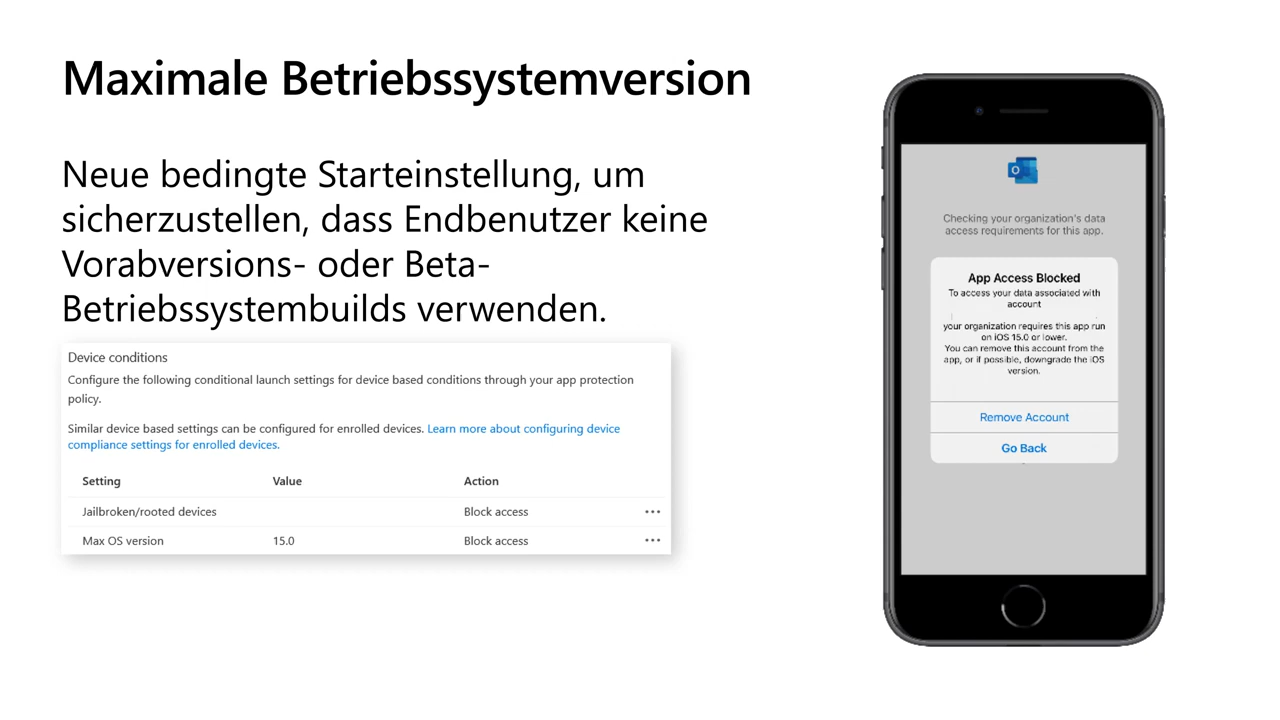 Maximale Betriebssystemversion
Neue bedingte Starteinstellung, um
sicherzustellen, dass Endbenutzer keine
Vorabversions- oder Beta-
Betriebssystembuilds verwenden.
Device conditions
Configure the following conditional launch settings for device based conditions through your app protection
policy.
Similar device based settings can be configured for enrolled devices. Learn more about configuring device
compliance settings for enrolled devices.
Setting Value Action
Jailbroken/rooted devices Block access ...
Max OS version 15.0 Block access ...
Checking your organization's data
access requirements for this app.
App Access Blocked
To access your data associated with
account
your organization requires this app run
on iOS 15.0 or lower.
You can remove this account from the
app, or if possible, downgrade the iOS
version.
Remove Account
Go Back